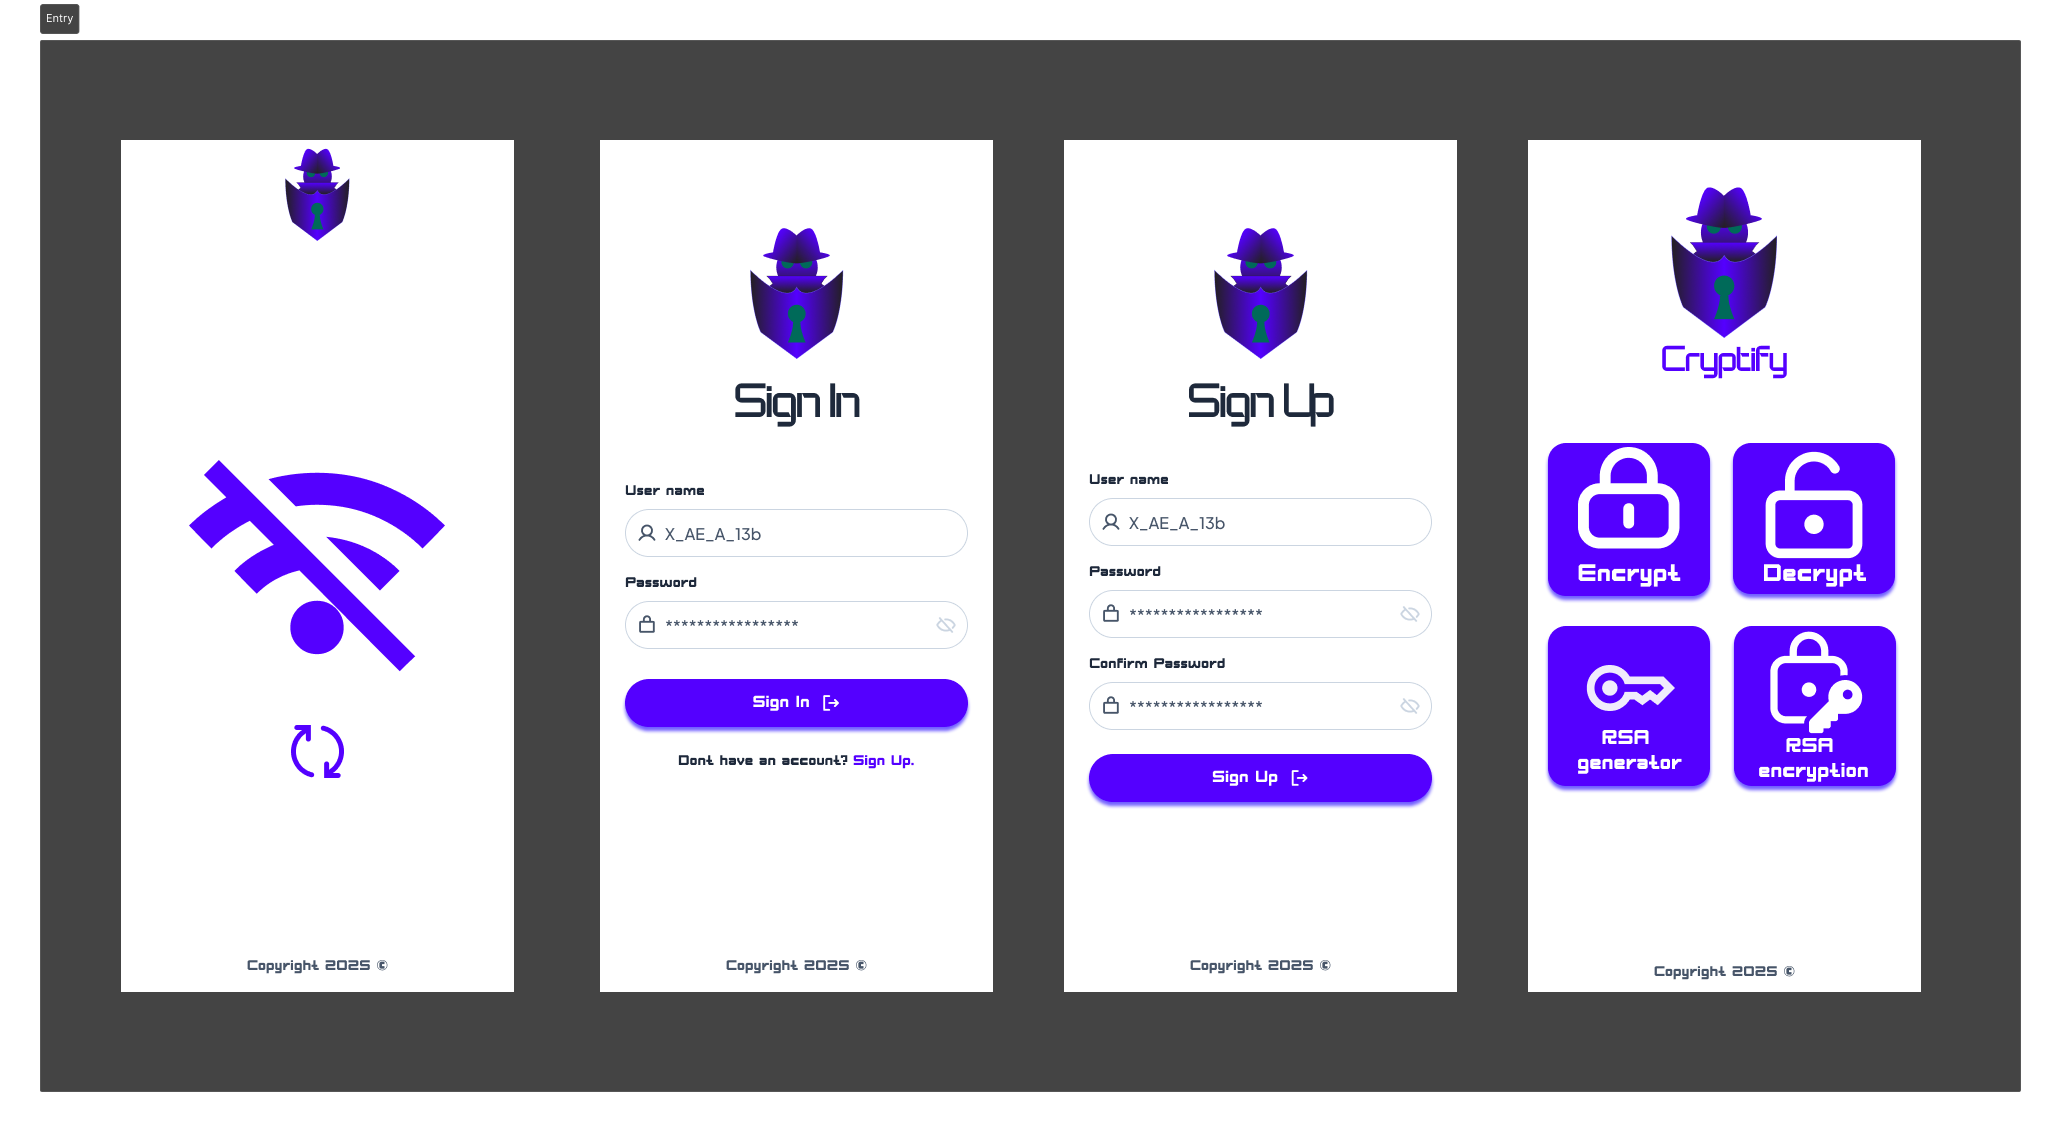 Entry
Copyright 2025 ©
Sign In
User name
X_AE_A_13b
Password
*****************
Sign In
Dont have an account? Sign Up.
Copyright 2025 ©
Sign Up
User name
X_AE_A_13b
Password
*****************
Confirm Password
*****************
Sign Up
Copyright 2025 ©
Cryptify
Encrypt
Decrypt
RSA
generator
RSA
encryption
Copyright 2025 ©